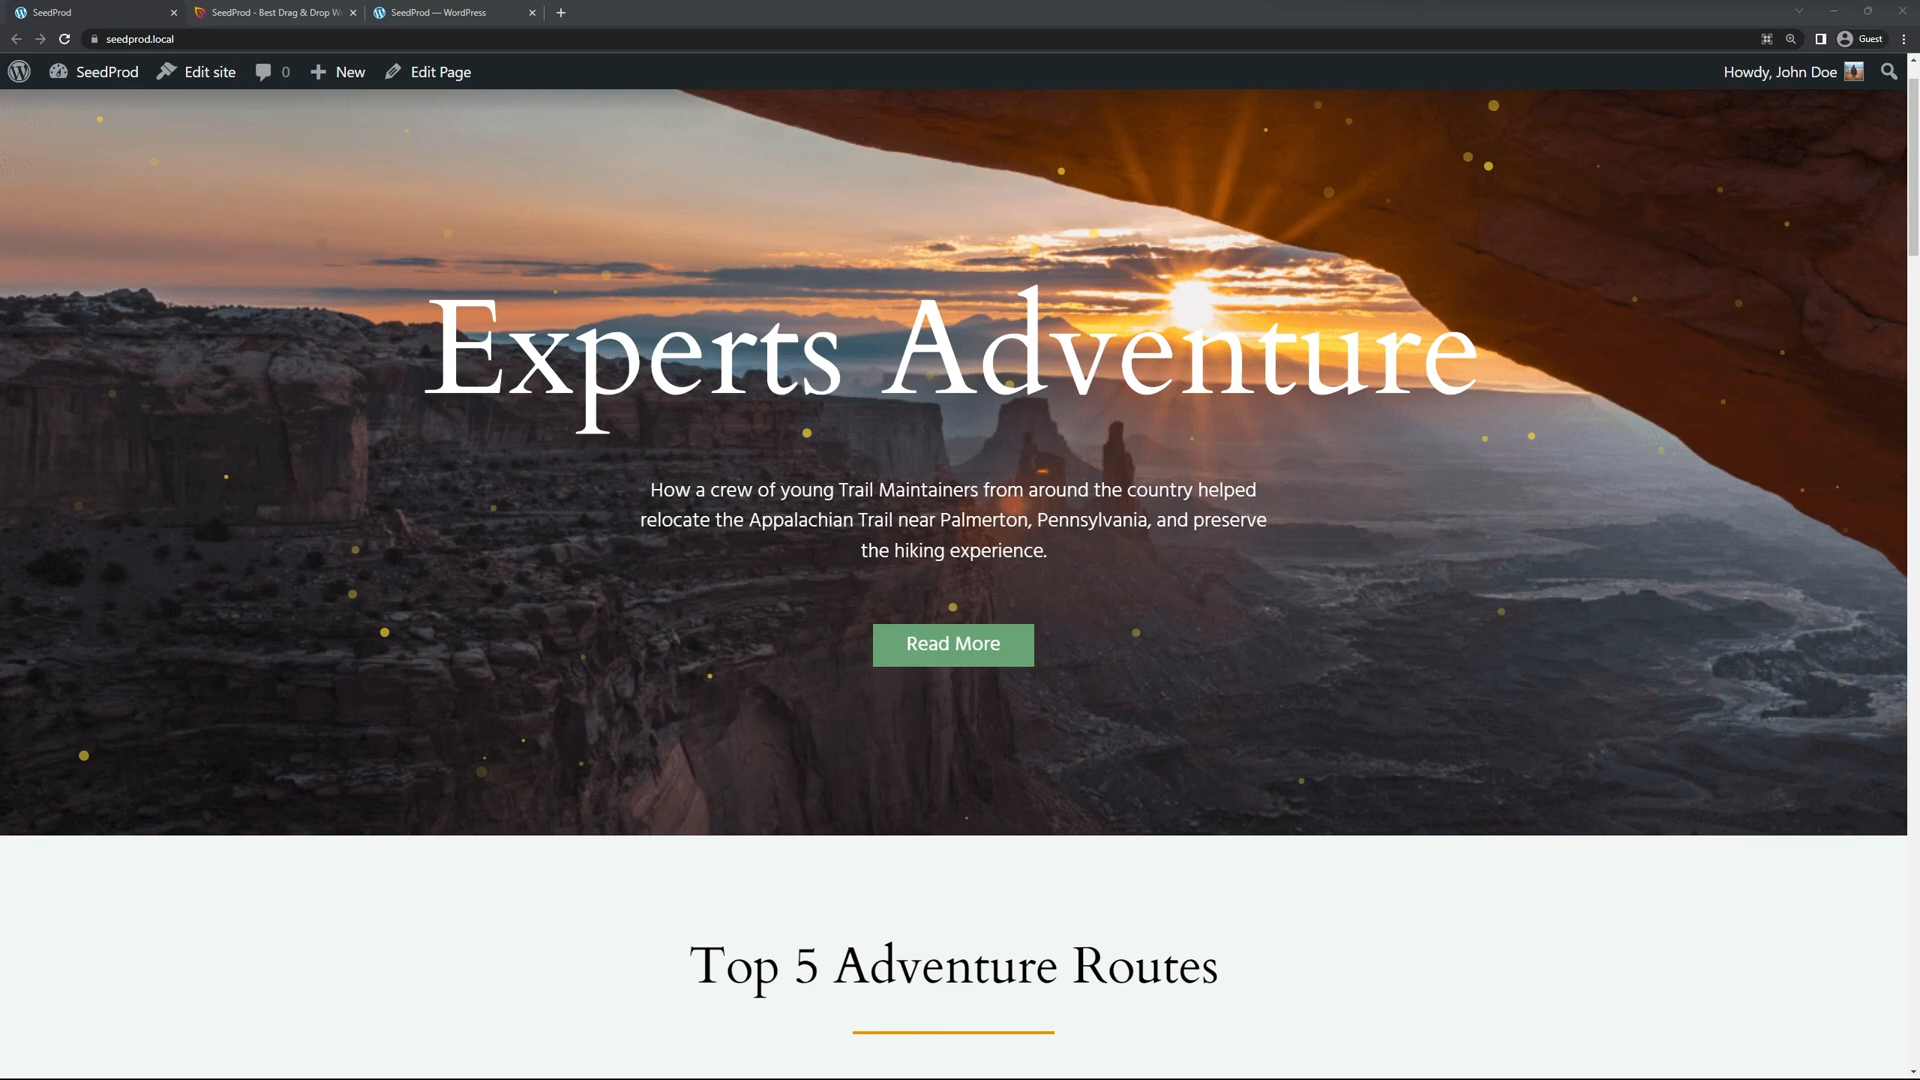 SeedProd
SeedProd - Best Drag & Drop W
SeedProd — WordPress
seedprod.local
Guest
SeedProd
Edit site
0
New
Edit Page
Howdy, John Doe
Experts Adventure
How a crew of young Trail Maintainers from around the country helped
relocate the Appalachian Trail near Palmerton, Pennsylvania, and preserve
the hiking experience.
Read More
Top 5 Adventure Routes